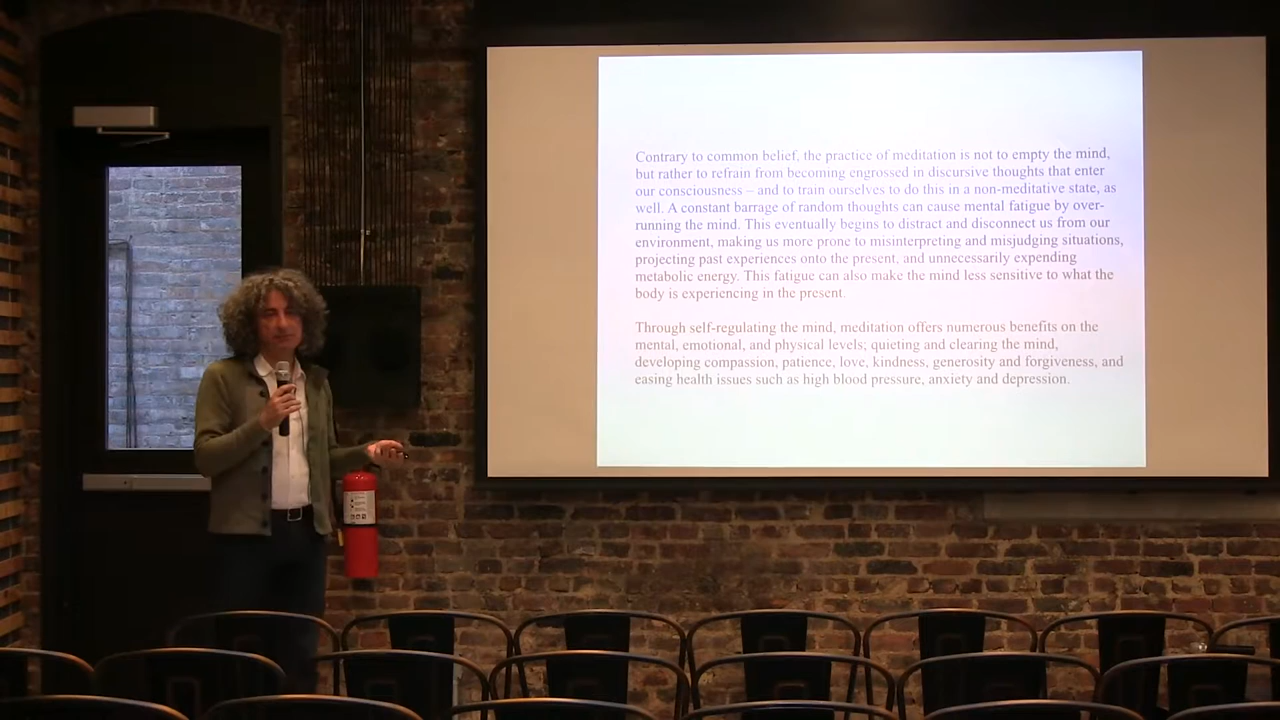 Contrary to common belief, the practice of meditation is not to empty the mind,
but rather to refrain from becoming engrossed in discursive thoughts that enter
our consciousness – and to train ourselves to do this in a non-meditative state, as
well. A constant barrage of random thoughts can cause mental fatigue by over-
running the mind. This eventually begins to distract and disconnect us from our
environment, making us more prone to misinterpreting and misjudging situations,
projecting past experiences onto the present, and unnecessarily expending
metabolic energy. This fatigue can also make the mind less sensitive to what the
body is experiencing in the present.
Through self-regulating the mind, meditation offers numerous benefits on the
mental, emotional, and physical levels; quieting and clearing the mind,
developing compassion, patience, love, kindness, generosity and forgiveness, and
easing health issues such as high blood pressure, anxiety and depression.